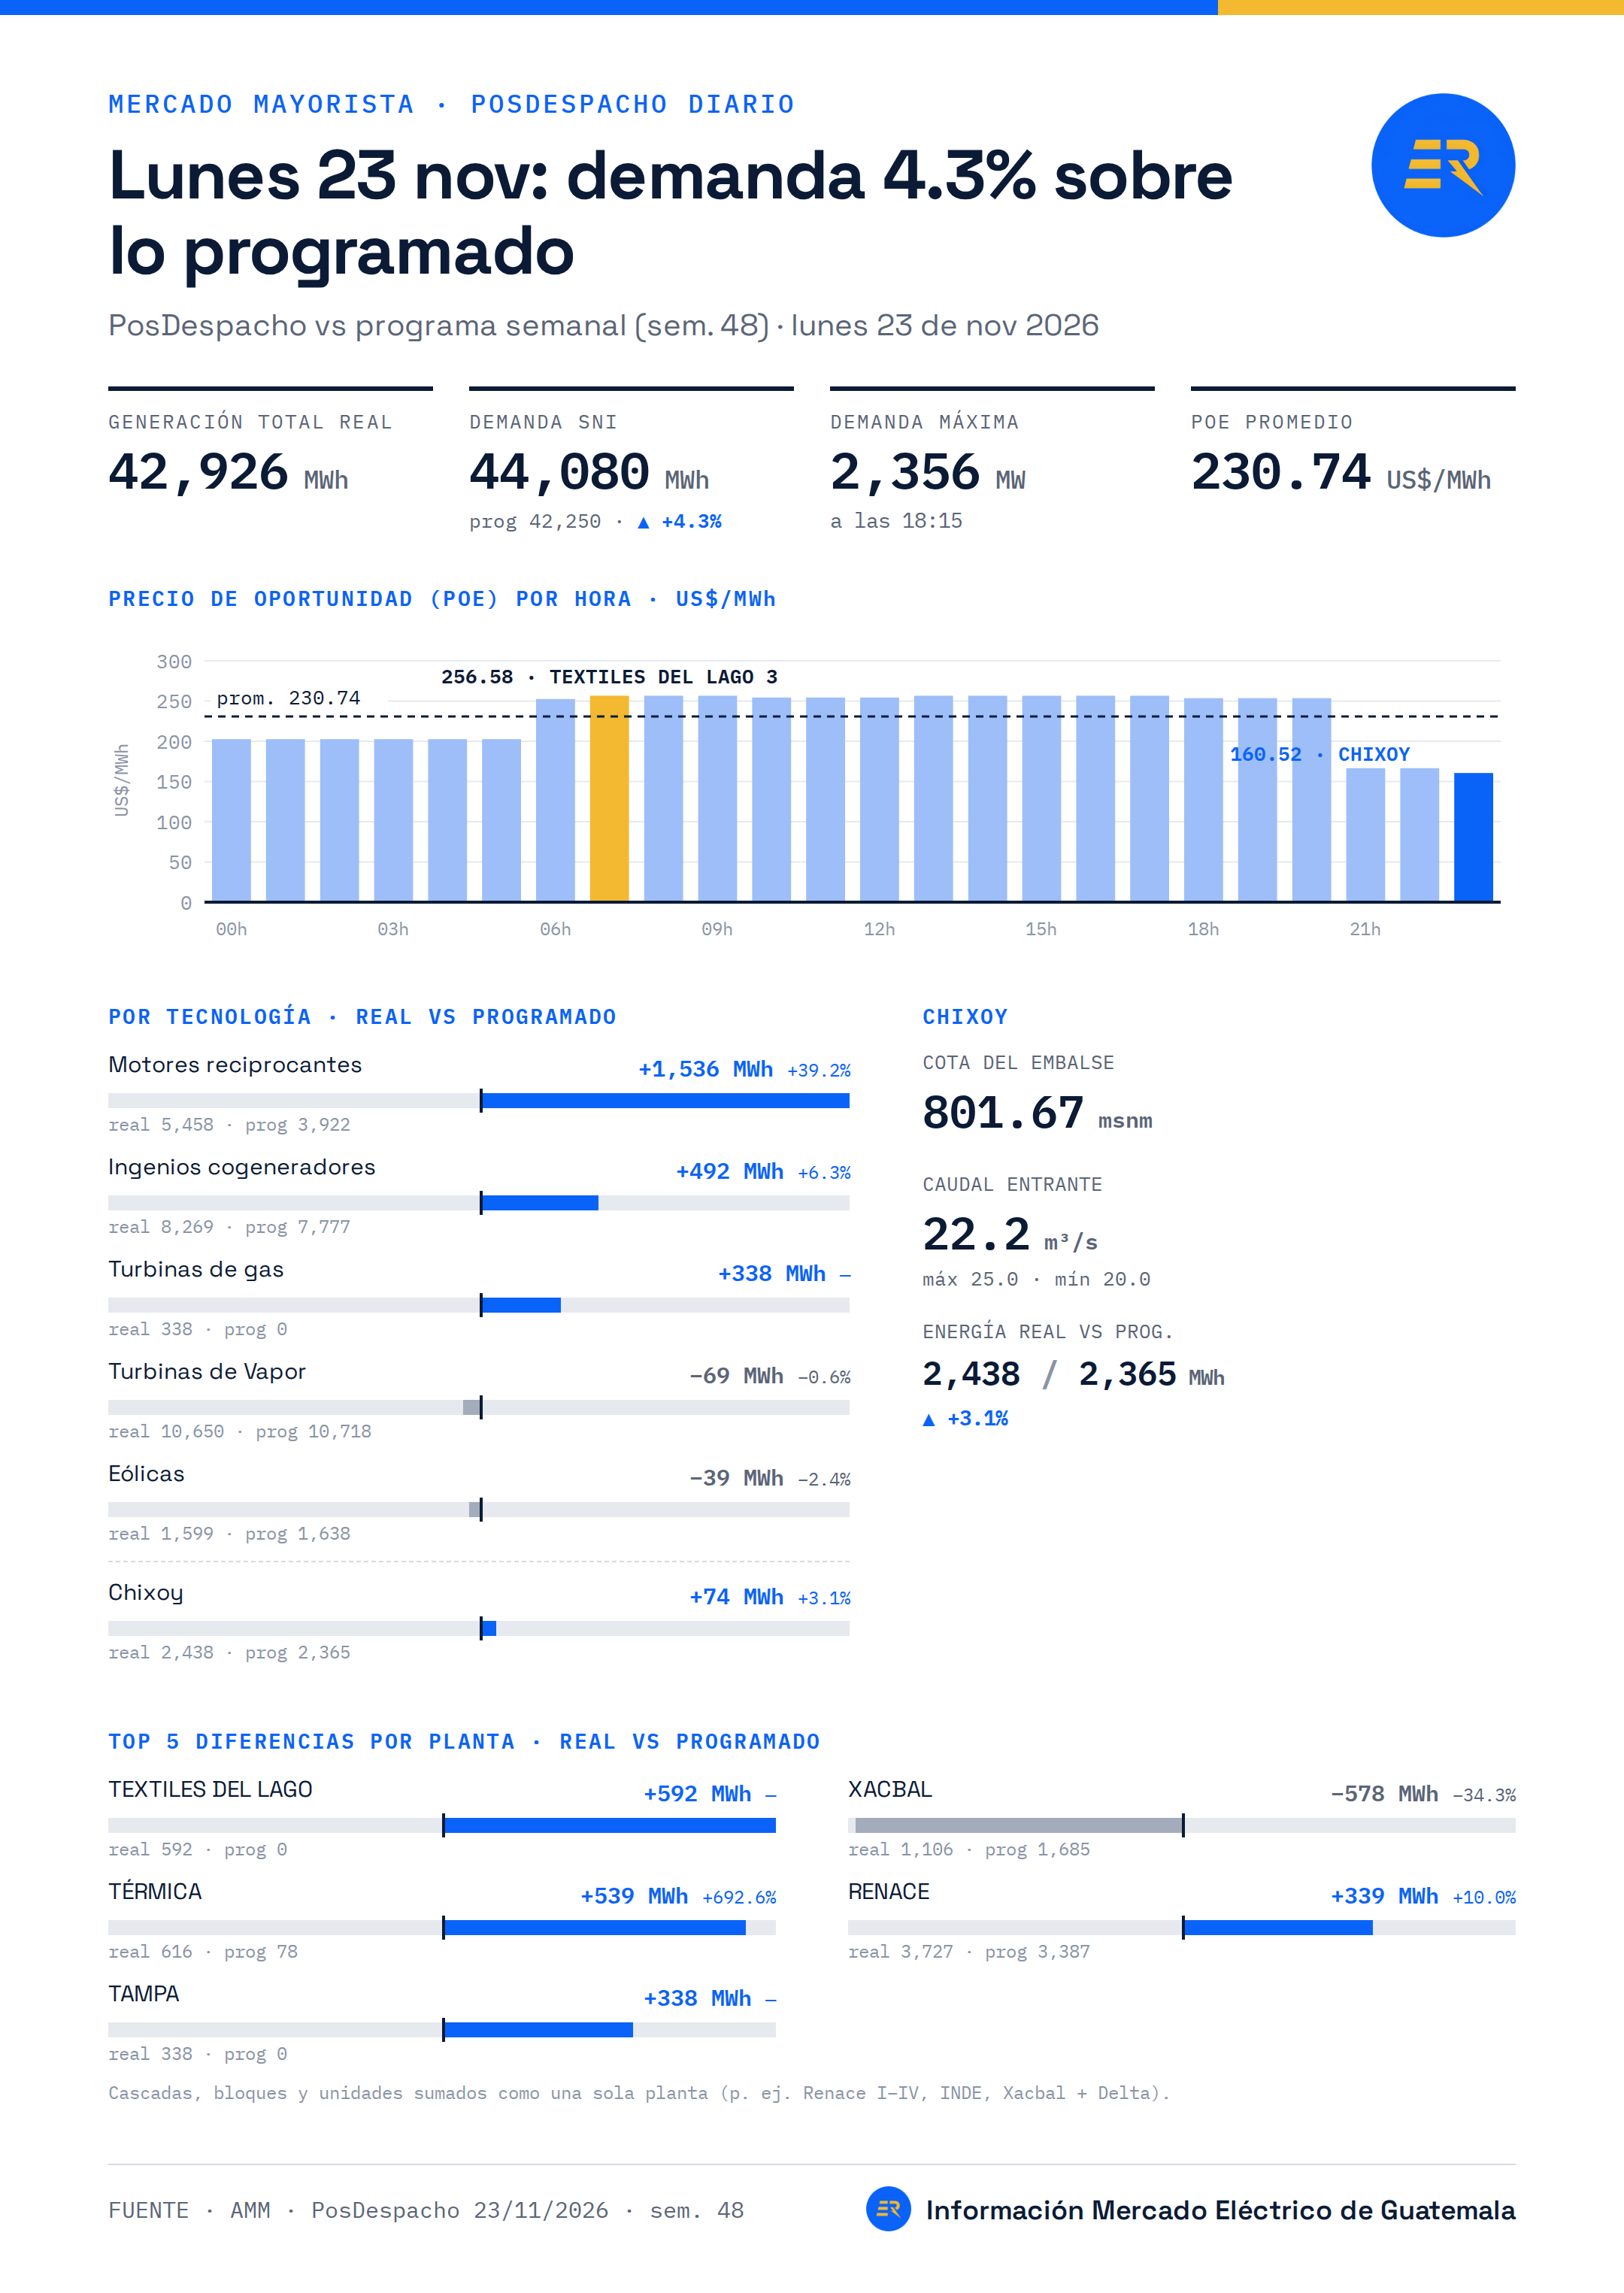 MERCADO MAYORISTA · POSDESPACHO DIARIO
Lunes 23 nov: demanda 4.3% sobre
lo programado
PosDespacho vs programa semanal (sem. 48) · lunes 23 de nov 2026
ER
GENERACIÓN TOTAL REAL
42,926 MWh
DEMANDA SNI
44,080 MWh
prog 42,250 · ▲ +4.3%
DEMANDA MÁXIMA
2,356 MW
a las 18:15
POE PROMEDIO
230.74 US$/MWh
PRECIO DE OPORTUNIDAD (POE) POR HORA · US$/MWh
US$/MWh
300
250
200
150
100
50
0
prom. 230.74
256.58 · TEXTILES DEL LAGO 3
160.52 · CHIXOY
00h 03h 06h 09h 12h 15h 18h 21h
POR TECNOLOGÍA · REAL VS PROGRAMADO
Motores reciprocantes +1,536 MWh +39.2%
real 5,458 · prog 3,922
Ingenios cogeneradores +492 MWh +6.3%
real 8,269 · prog 7,777
Turbinas de gas +338 MWh —
real 338 · prog 0
Turbinas de Vapor −69 MWh −0.6%
real 10,650 · prog 10,718
Eólicas −39 MWh −2.4%
real 1,599 · prog 1,638
Chixoy +74 MWh +3.1%
real 2,438 · prog 2,365
CHIXOY
COTA DEL EMBALSE
801.67 msnm
CAUDAL ENTRANTE
22.2 m³/s
máx 25.0 · mín 20.0
ENERGÍA REAL VS PROG.
2,438 / 2,365 MWh
▲ +3.1%
TOP 5 DIFERENCIAS POR PLANTA · REAL VS PROGRAMADO
TEXTILES DEL LAGO +592 MWh —
real 592 · prog 0
XACBAL −578 MWh −34.3%
real 1,106 · prog 1,685
TÉRMICA +539 MWh +692.6%
real 616 · prog 78
RENACE +339 MWh +10.0%
real 3,727 · prog 3,387
TAMPA +338 MWh —
real 338 · prog 0
Cascadas, bloques y unidades sumados como una sola planta (p. ej. Renace I–IV, INDE, Xacbal + Delta).
FUENTE · AMM · PosDespacho 23/11/2026 · sem. 48
ER Información Mercado Eléctrico de Guatemala